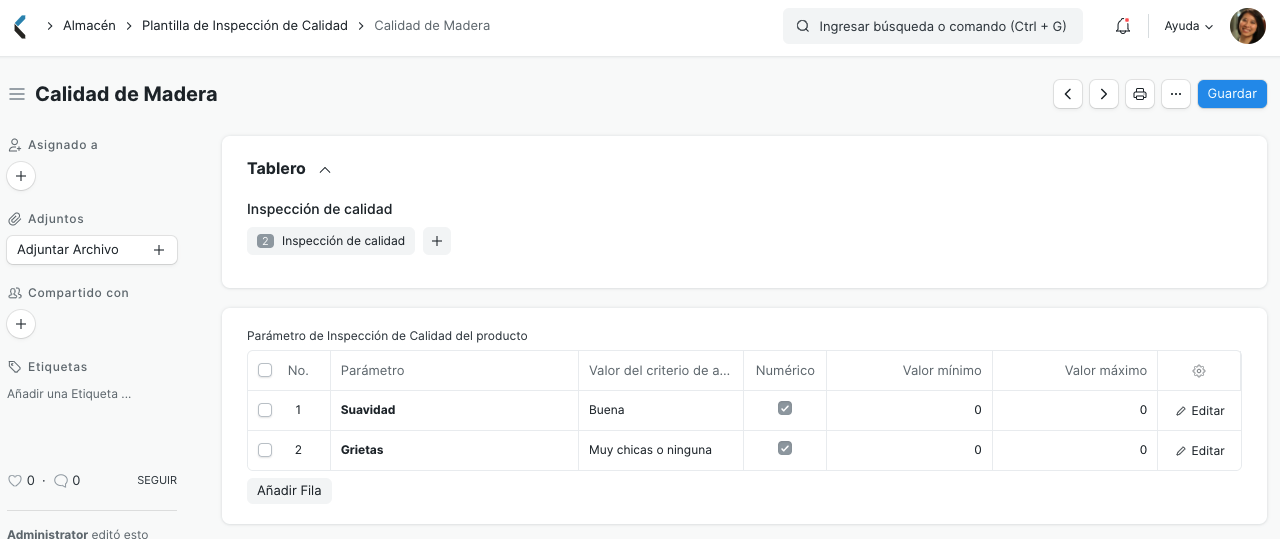 Almacén
Plantilla de Inspección de Calidad
Calidad de Madera
Ingresar búsqueda o comando (Ctrl + G)
Ayuda
Calidad de Madera
Guardar
Asignado a
Adjuntos
Adjuntar Archivo
Compartido con
Etiquetas
Añadir una Etiqueta ...
0 · 0 SEGUIR
Administrator editó esto
Tablero
Inspección de calidad
2 Inspección de calidad
Parámetro de Inspección de Calidad del producto
No. Parámetro Valor del criterio de a... Numérico Valor mínimo Valor máximo
1 Suavidad Buena 0 0 Editar
2 Grietas Muy chicas o ninguna 0 0 Editar
Añadir Fila